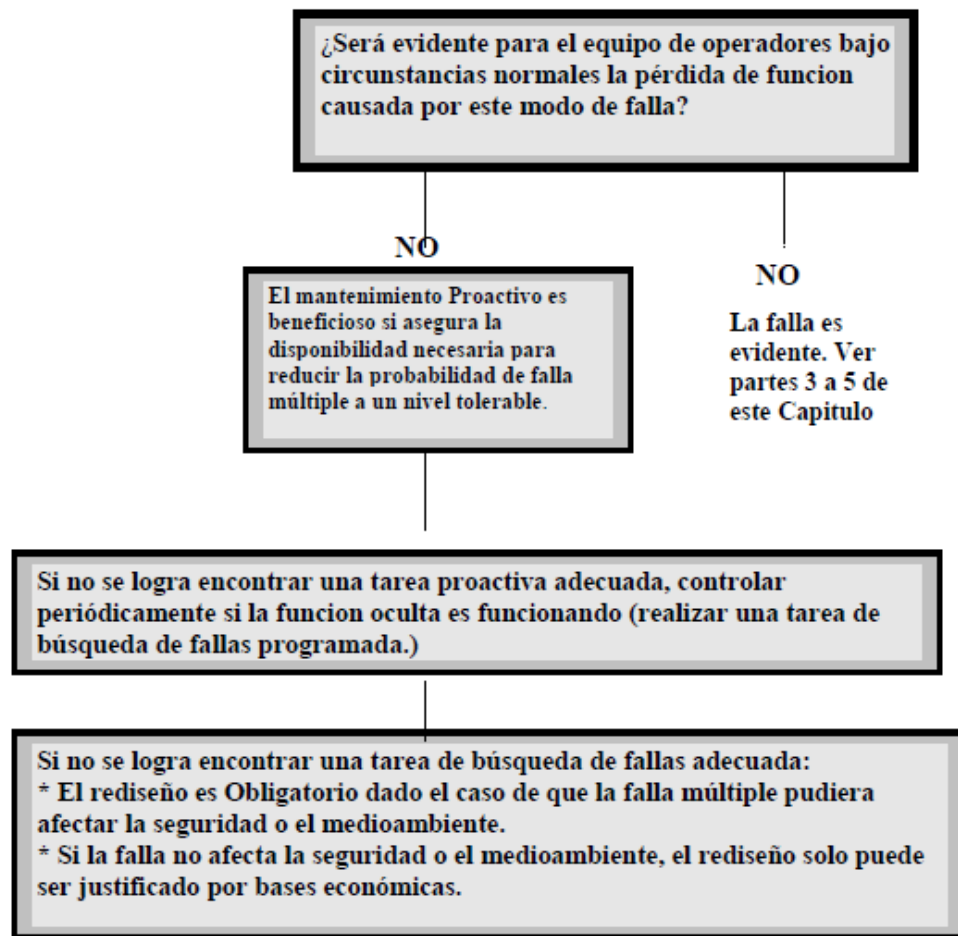 ¿Será evidente para el equipo de operadores bajo
circunstancias normales la pérdida de funcion
causada por este modo de falla?
NO
El mantenimiento Proactivo es
beneficioso si asegura la
disponibilidad necesaria para
reducir la probabilidad de falla
múltiple a un nivel tolerable.
NO
La falla es
evidente. Ver
partes 3 a 5 de
este Capitulo
Si no se logra encontrar una tarea proactiva adecuada, controlar
periódicamente si la funcion oculta es funcionando (realizar una tarea de
búsqueda de fallas programada.)
Si no se logra encontrar una tarea de búsqueda de fallas adecuada:
* El rediseño es Obligatorio dado el caso de que la falla múltiple pudiera
afectar la seguridad o el medioambiente.
* Si la falla no afecta la seguridad o el medioambiente, el rediseño solo puede
ser justificado por bases económicas.